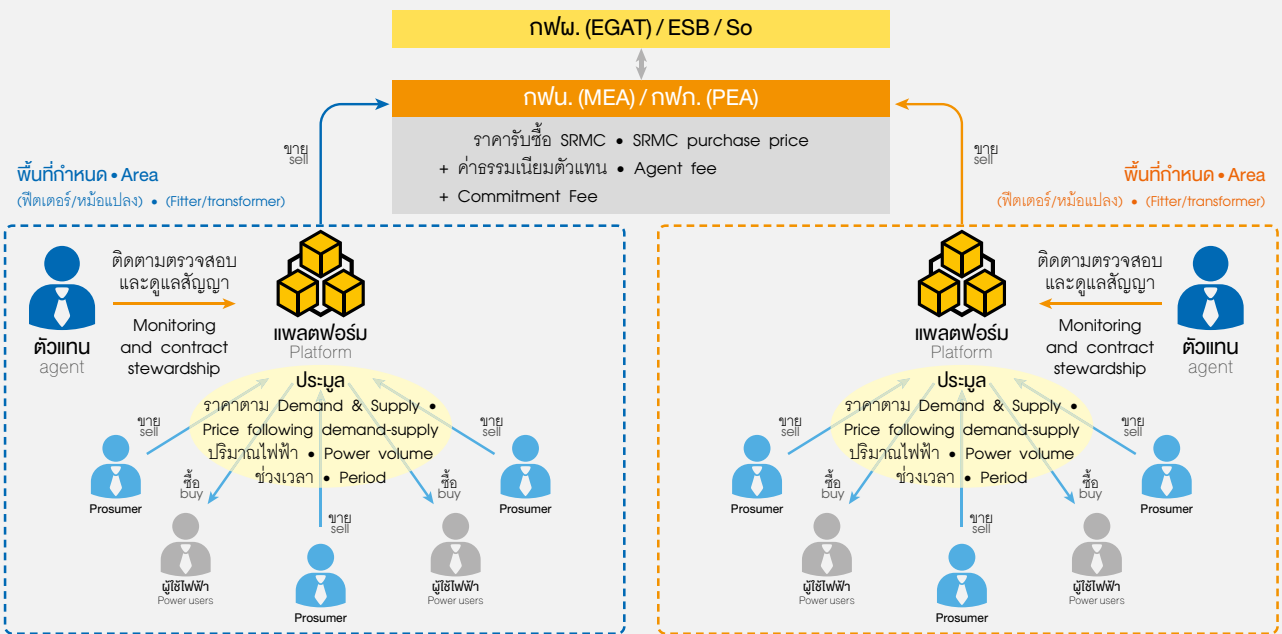 กฟผ. (EGAT) / ESB / So
กฟน. (MEA) / กฟภ. (PEA)
ราคารับซื้อ SRMC • SRMC purchase price
+ ค่าธรรมเนียมตัวแทน • Agent fee
+ Commitment Fee
ขาย
sell
พื้นที่กำหนด • Area
(ฟีตเตอร์/หม้อแปลง) • (Fitter/transformer)
ตัวแทน
agent
ติดตามตรวจสอบ
และดูแลสัญญา
Monitoring
and contract
stewardship
แพลตฟอร์ม
Platform
ประมูล
ราคาตาม Demand & Supply •
Price following demand-supply
ปริมาณไฟฟ้า • Power volume
ช่วงเวลา • Period
ขาย
sell
ขาย
sell
Prosumer
ซื้อ
buy
ซื้อ
buy
Prosumer
ขาย
sell
ผู้ใช้ไฟฟ้า
Power users
ผู้ใช้ไฟฟ้า
Power users
Prosumer
ขาย
sell
พื้นที่กำหนด • Area
(ฟีตเตอร์/หม้อแปลง) • (Fitter/transformer)
แพลตฟอร์ม
Platform
ติดตามตรวจสอบ
และดูแลสัญญา
Monitoring
and contract
stewardship
ตัวแทน
agent
ประมูล
ราคาตาม Demand & Supply •
Price following demand-supply
ปริมาณไฟฟ้า • Power volume
ช่วงเวลา • Period
ขาย
sell
ขาย
sell
Prosumer
ซื้อ
buy
ซื้อ
buy
Prosumer
ขาย
sell
ผู้ใช้ไฟฟ้า
Power users
ผู้ใช้ไฟฟ้า
Power users
Prosumer